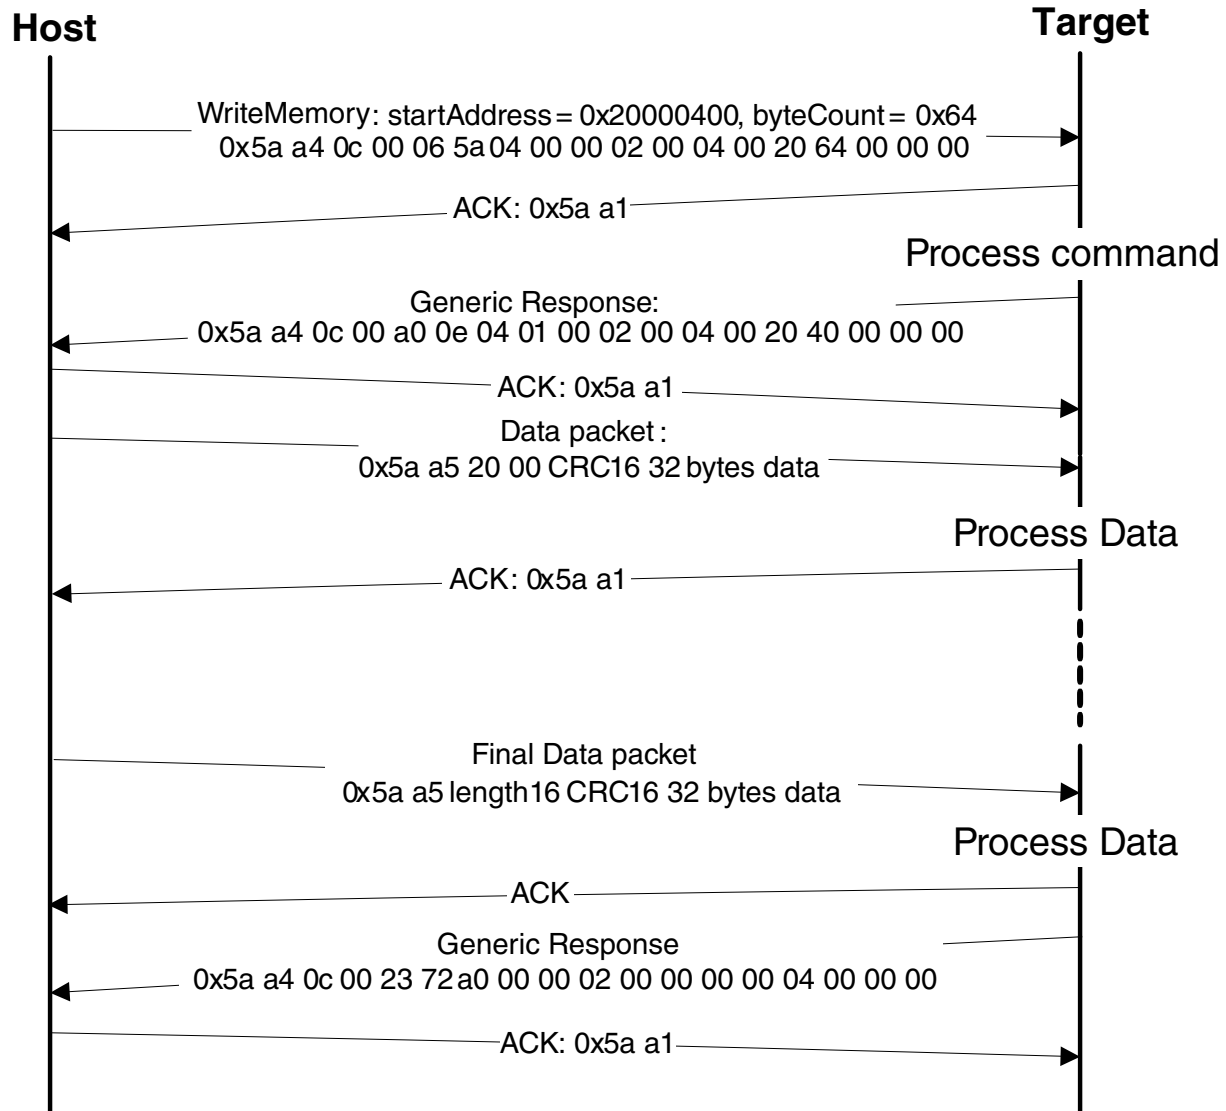 Host
Target
WriteMemory: startAddress = 0x20000400, byteCount = 0x64
0x5a a4 0c 00 06 5a 04 00 00 02 00 04 00 20 64 00 00 00
ACK: 0x5a a1
Process command
Generic Response:
0x5a a4 0c 00 a0 0e 04 01 00 02 00 04 00 20 40 00 00 00
ACK: 0x5a a1
Data packet :
0x5a a5 20 00 CRC16 32 bytes data
Process Data
ACK: 0x5a a1
Final Data packet
0x5a a5 length16 CRC16 32 bytes data
Process Data
ACK
Generic Response
0x5a a4 0c 00 23 72 a0 00 00 02 00 00 00 00 04 00 00 00
ACK: 0x5a a1